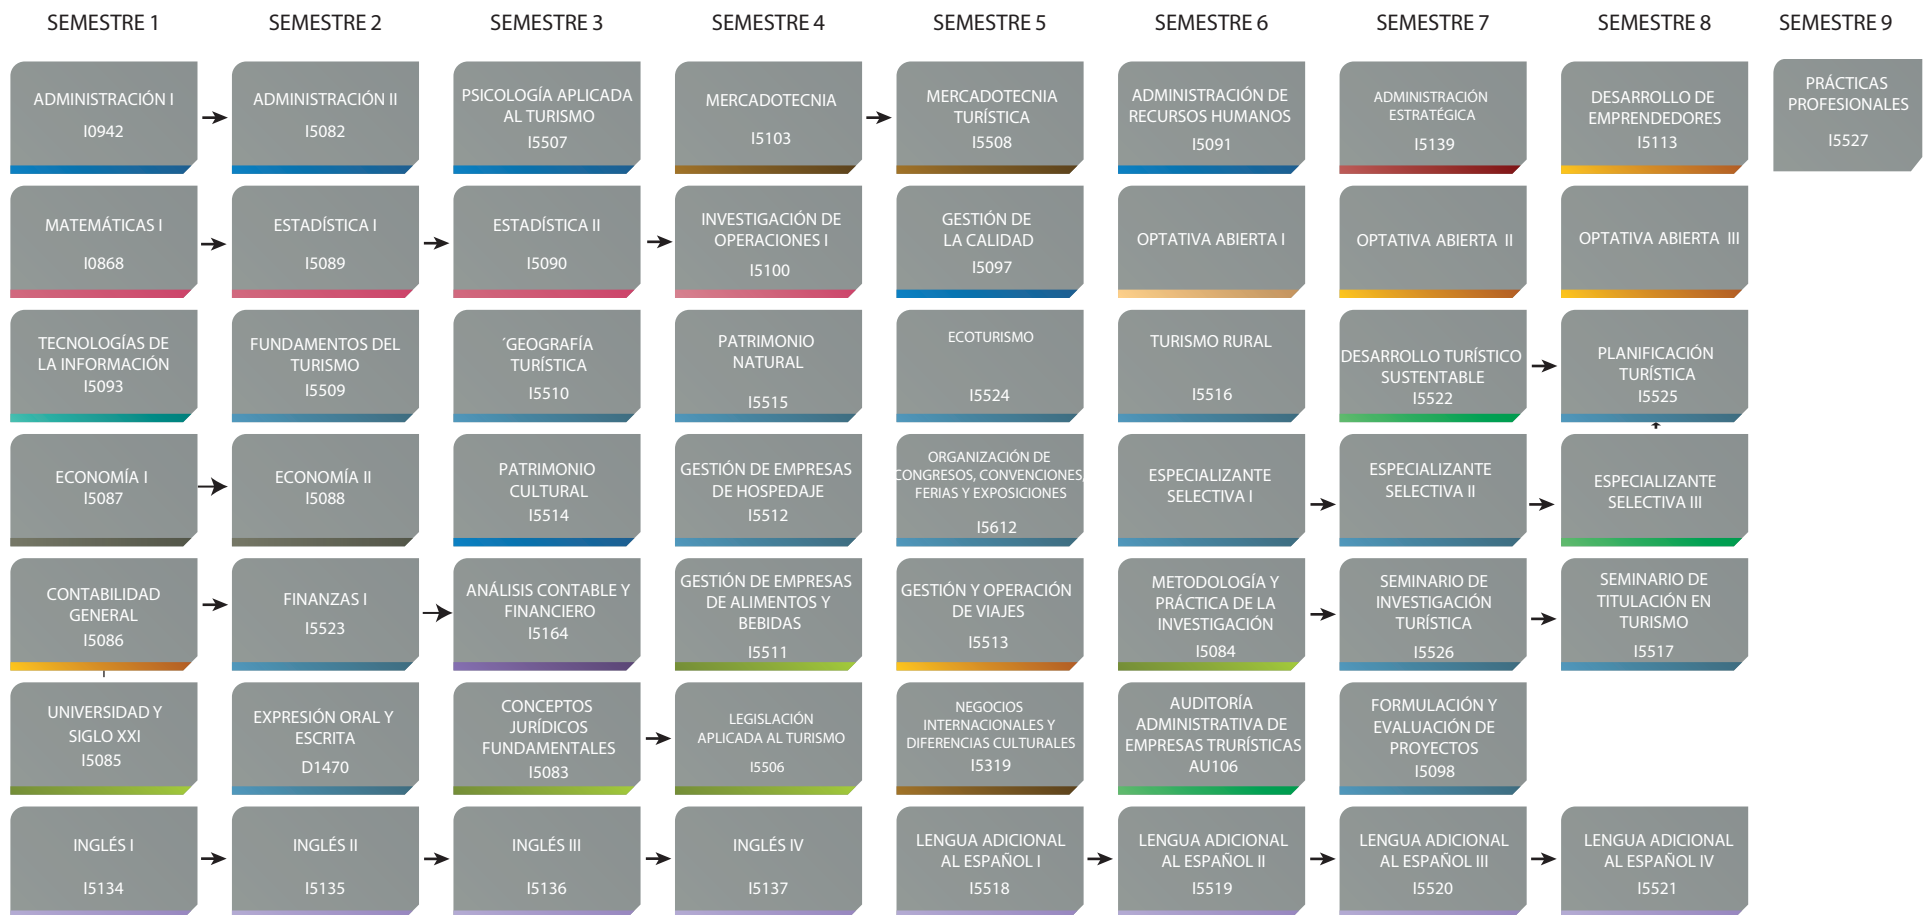 SEMESTRE 1
SEMESTRE 2
SEMESTRE 3
SEMESTRE 4
SEMESTRE 5
SEMESTRE 6
SEMESTRE 7
SEMESTRE 8
SEMESTRE 9
ADMINISTRACIÓN I
I0942
ADMINISTRACIÓN II
I5082
PSICOLOGÍA APLICADA
AL TURISMO
I5507
MERCADOTECNIA
I5103
MERCADOTECNIA
TURÍSTICA
I5508
ADMINISTRACIÓN DE
RECURSOS HUMANOS
I5091
ADMINISTRACIÓN
ESTRATÉGICA
I5139
DESARROLLO DE
EMPRENDEDORES
I5113
PRÁCTICAS
PROFESIONALES
I5527
MATEMÁTICAS I
I0868
ESTADÍSTICA I
I5089
ESTADÍSTICA II
I5090
INVESTIGACIÓN DE
OPERACIONES I
I5100
GESTIÓN DE
LA CALIDAD
I5097
OPTATIVA ABIERTA I
OPTATIVA ABIERTA II
OPTATIVA ABIERTA III
TECNOLOGÍAS DE
LA INFORMACIÓN
I5093
FUNDAMENTOS DEL
TURISMO
I5509
´GEOGRAFÍA
TURÍSTICA
I5510
PATRIMONIO
NATURAL
I5515
ECOTURISMO
I5524
TURISMO RURAL
I5516
DESARROLLO TURÍSTICO
SUSTENTABLE
I5522
PLANIFICACIÓN
TURÍSTICA
I5525
ECONOMÍA I
I5087
ECONOMÍA II
I5088
PATRIMONIO
CULTURAL
I5514
GESTIÓN DE EMPRESAS
DE HOSPEDAJE
I5512
ORGANIZACIÓN DE
CONGRESOS, CONVENCIONES,
FERIAS Y EXPOSICIONES
I5612
ESPECIALIZANTE
SELECTIVA I
ESPECIALIZANTE
SELECTIVA II
ESPECIALIZANTE
SELECTIVA III
CONTABILIDAD
GENERAL
I5086
FINANZAS I
I5523
ANÁLISIS CONTABLE Y
FINANCIERO
I5164
GESTIÓN DE EMPRESAS
DE ALIMENTOS Y
BEBIDAS
I5511
GESTIÓN Y OPERACIÓN
DE VIAJES
I5513
METODOLOGÍA Y
PRÁCTICA DE LA
INVESTIGACIÓN
I5084
SEMINARIO DE
INVESTIGACIÓN
TURÍSTICA
I5526
SEMINARIO DE
TITULACIÓN EN
TURISMO
I5517
UNIVERSIDAD Y
SIGLO XXI
I5085
EXPRESIÓN ORAL Y
ESCRITA
D1470
CONCEPTOS
JURÍDICOS
FUNDAMENTALES
I5083
LEGISLACIÓN
APLICADA AL TURISMO
I5506
NEGOCIOS
INTERNACIONALES Y
DIFERENCIAS CULTURALES
I5319
AUDITORÍA
ADMINISTRATIVA DE
EMPRESAS TRURÍSTICAS
AU106
FORMULACIÓN Y
EVALUACIÓN DE
PROYECTOS
I5098
INGLÉS I
I5134
INGLÉS II
I5135
INGLÉS III
I5136
INGLÉS IV
I5137
LENGUA ADICIONAL
AL ESPAÑOL I
I5518
LENGUA ADICIONAL
AL ESPAÑOL II
I5519
LENGUA ADICIONAL
AL ESPAÑOL III
I5520
LENGUA ADICIONAL
AL ESPAÑOL IV
I5521